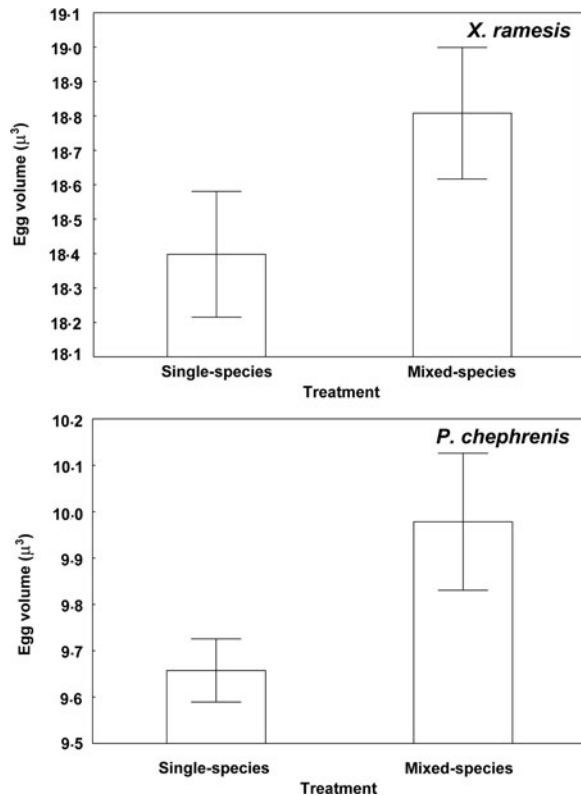 19·1
X. ramesis
19·0
18·9
18·8
18·7
18·6
18·5
18·4
18·3
18·2
18·1
Egg volume (µ³)
Single-species Mixed-species
Treatment
10·2
P. chephrenis
10·1
10·0
9·9
9·8
9·7
9·6
9·5
Egg volume (µ³)
Single-species Mixed-species
Treatment